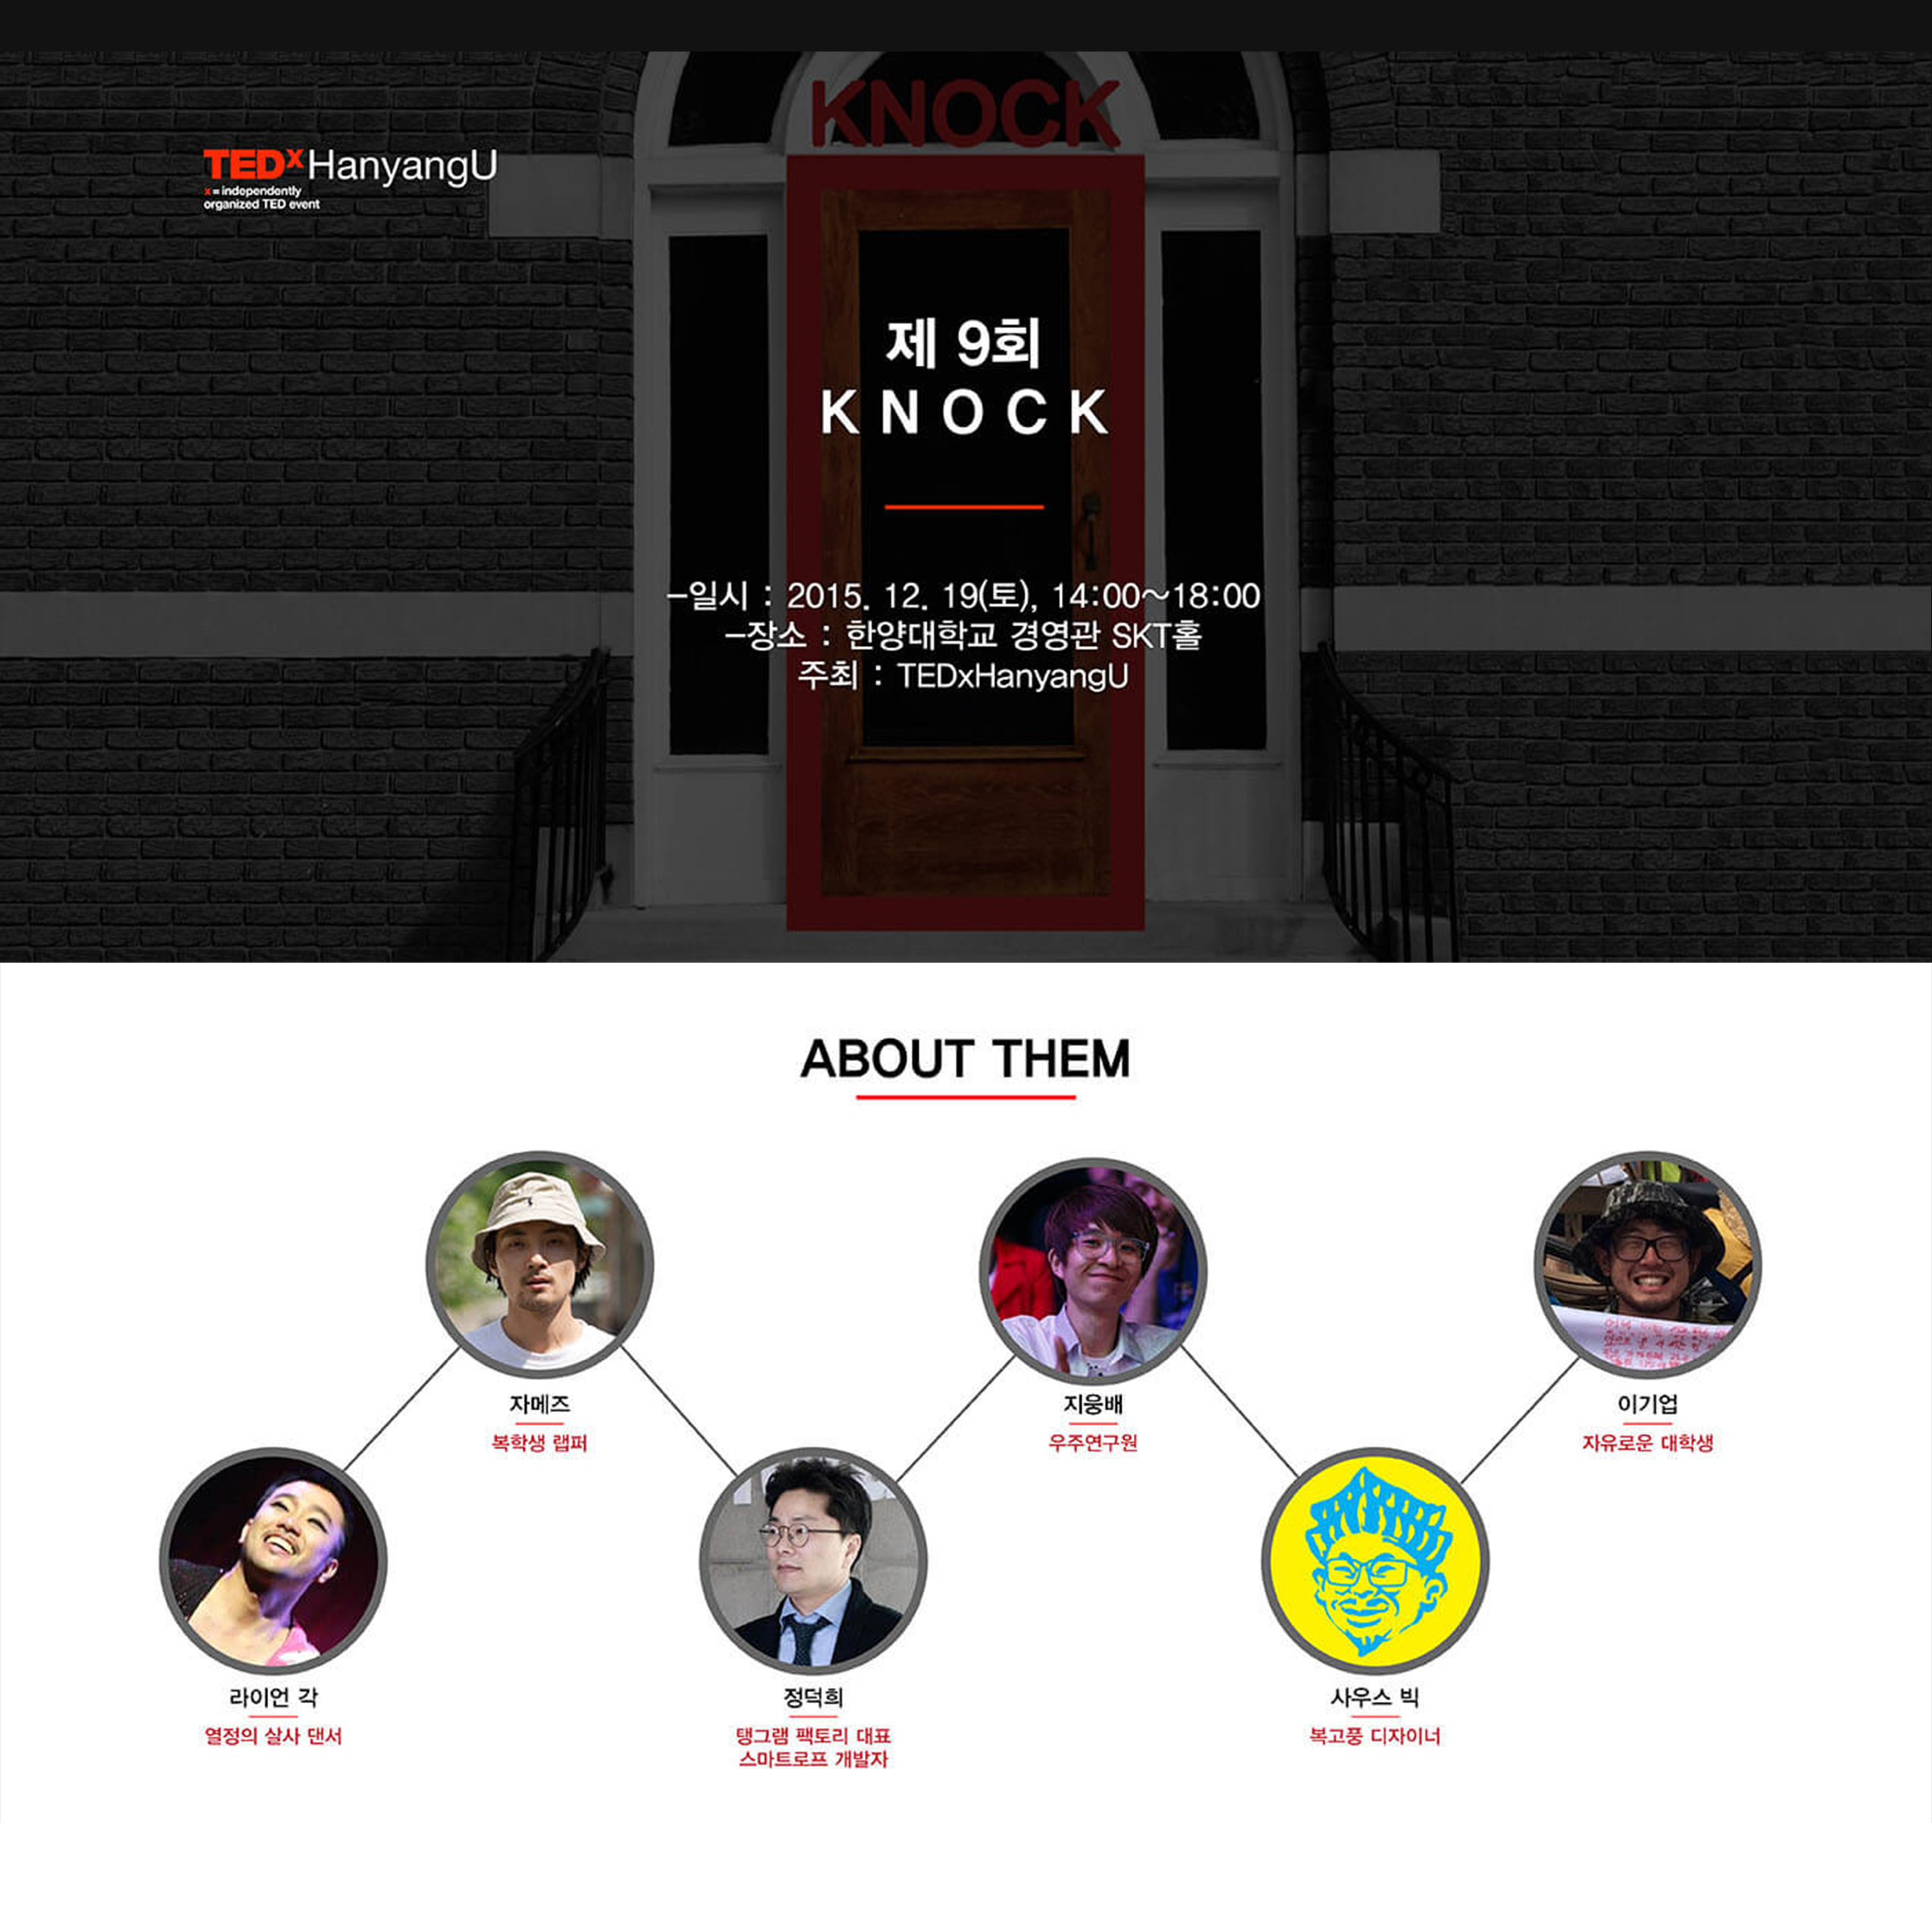 KNOCK
TEDxHanyangU
x = independently
organized TED event
제 9회
KNOCK
-일시 : 2015. 12. 19(토), 14:00~18:00
-장소 : 한양대학교 경영관 SKT홀
주최 : TEDxHanyangU
ABOUT THEM
자메즈
복학생 랩퍼
지웅배
우주연구원
이기업
자유로운 대학생
라이언 각
열정의 살사 댄서
정덕희
탱그램 팩토리 대표
스마트로프 개발자
사우스 빅
복고풍 디자이너